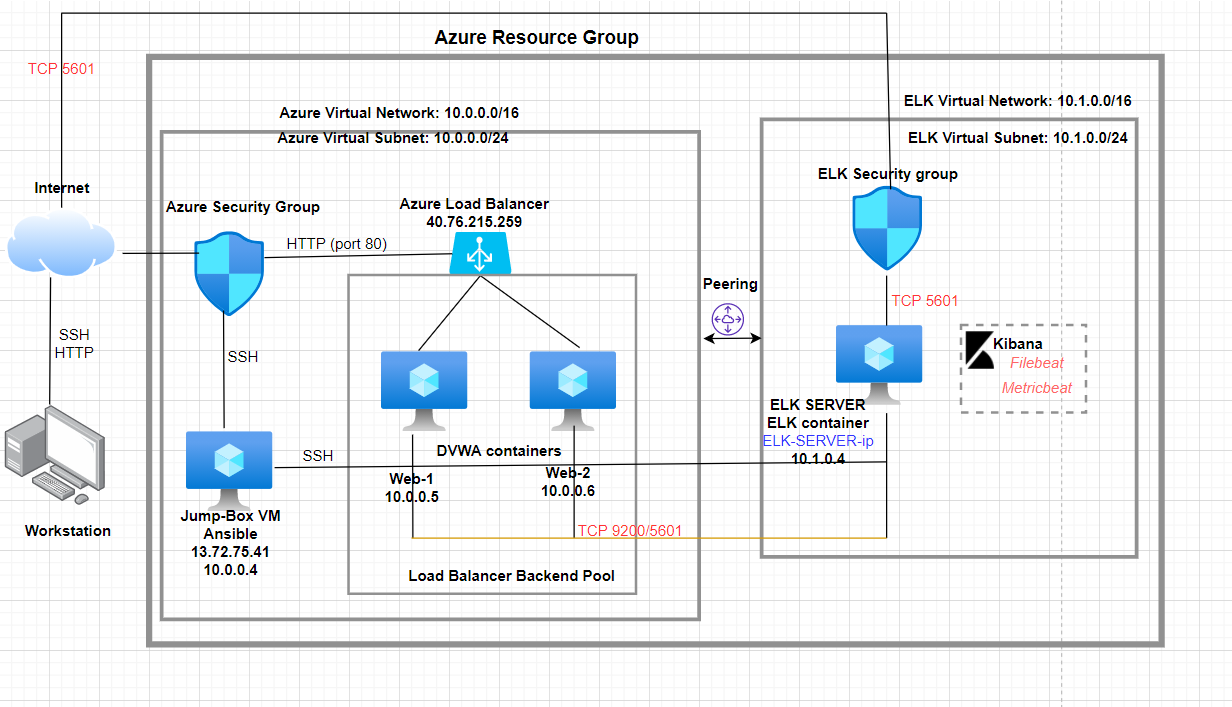 Azure Resource Group
TCP 5601
Azure Virtual Network: 10.0.0.0/16
Azure Virtual Subnet: 10.0.0.0/24
ELK Virtual Network: 10.1.0.0/16
ELK Virtual Subnet: 10.1.0.0/24
Internet
Azure Security Group
Azure Load Balancer
40.76.215.259
ELK Security group
HTTP (port 80)
Peering
TCP 5601
SSH
HTTP
SSH
Kibana
Filebeat
Metricbeat
ELK SERVER
ELK container
ELK-SERVER-ip
10.1.0.4
SSH
DVWA containers
Web-1
10.0.0.5
Web-2
10.0.0.6
Workstation
Jump-Box VM
Ansible
13.72.75.41
10.0.0.4
TCP 9200/5601
Load Balancer Backend Pool